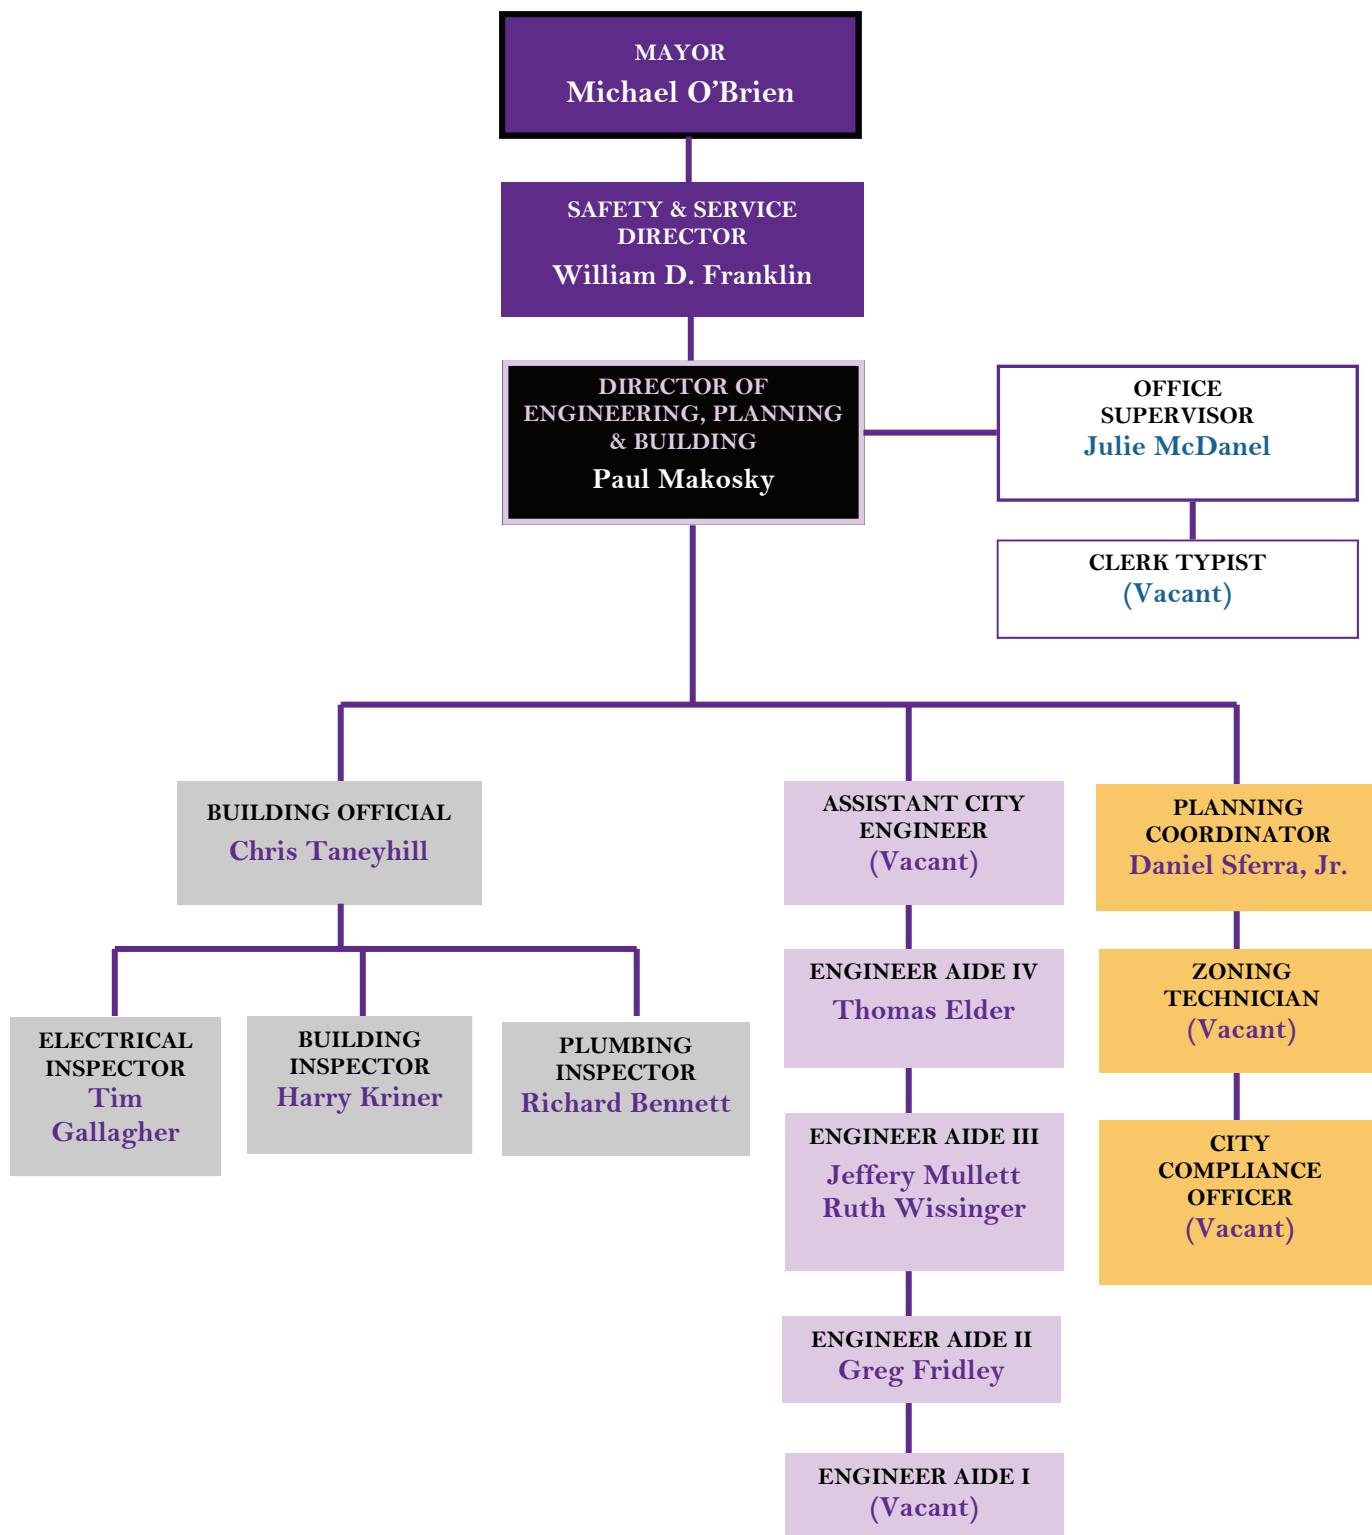 MAYOR
Michael O’Brien
SAFETY & SERVICE
DIRECTOR
William D. Franklin
DIRECTOR OF
ENGINEERING, PLANNING
& BUILDING
Paul Makosky
OFFICE
SUPERVISOR
Julie McDanel
CLERK TYPIST
(Vacant)
BUILDING OFFICIAL
Chris Taneyhill
ELECTRICAL
INSPECTOR
Tim
Gallagher
BUILDING
INSPECTOR
Harry Kriner
PLUMBING
INSPECTOR
Richard Bennett
ASSISTANT CITY
ENGINEER
(Vacant)
ENGINEER AIDE IV
Thomas Elder
ENGINEER AIDE III
Jeffery Mullett
Ruth Wissinger
ENGINEER AIDE II
Greg Fridley
ENGINEER AIDE I
(Vacant)
PLANNING
COORDINATOR
Daniel Sferra, Jr.
ZONING
TECHNICIAN
(Vacant)
CITY
COMPLIANCE
OFFICER
(Vacant)